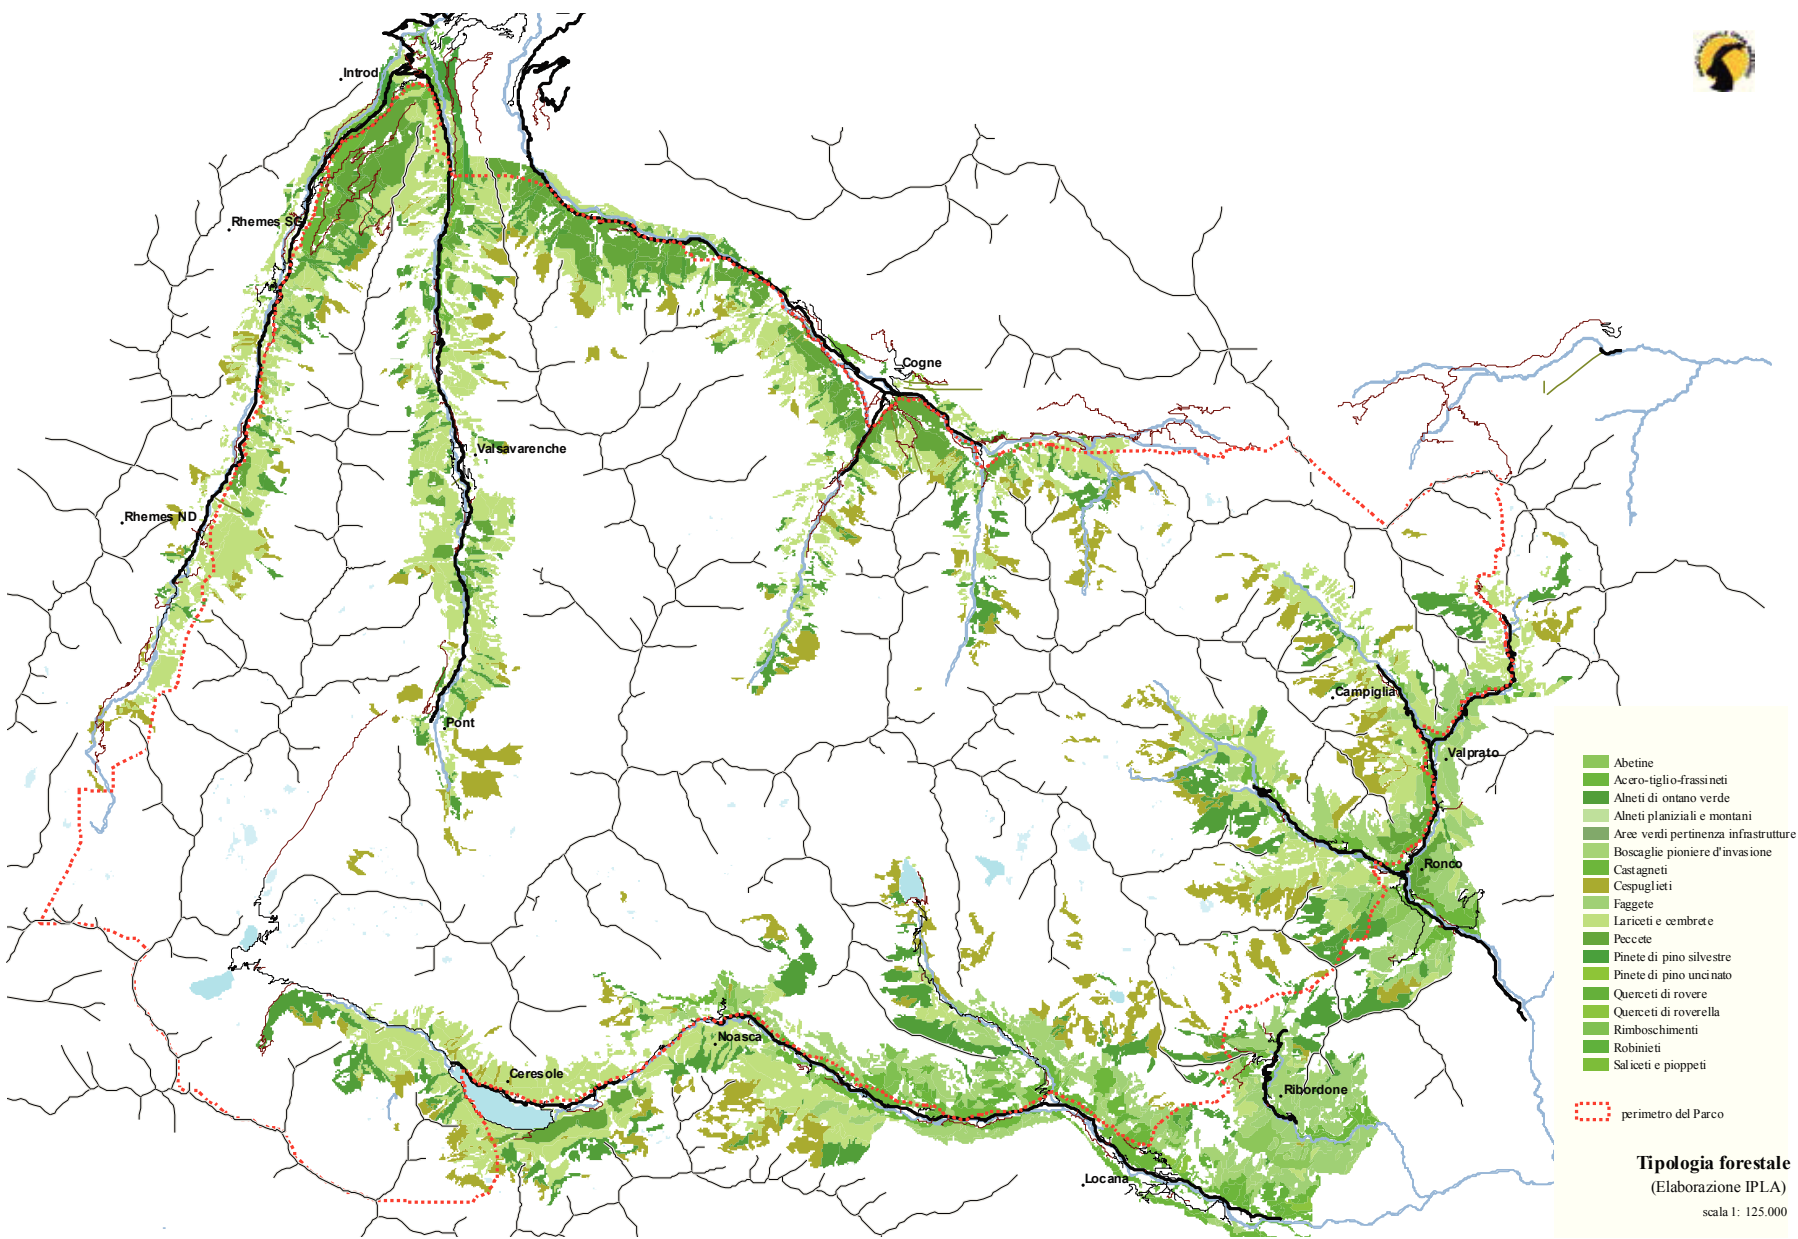 Introd
Rhemes SG
Cogne
Valsavarenche
Rhemes ND
Campiglia
Pont
Valprato
Ronco
Noasca
Ceresole
Ribordone
Locana
Abetine
Acero-tiglio-frassineti
Alneti di ontano verde
Alneti planiziali e montani
Aree verdi pertinenza infrastrutture
Boscaglie pioniere d'invasione
Castagneti
Cespuglieti
Faggete
Lariceti e cembrete
Peccete
Pinete di pino silvestre
Pinete di pino uncinato
Querceti di rovere
Querceti di roverella
Rimboschimenti
Robinieti
Saliceti e pioppeti
perimetro del Parco
Tipologia forestale
(Elaborazione IPLA)
scala 1: 125.000